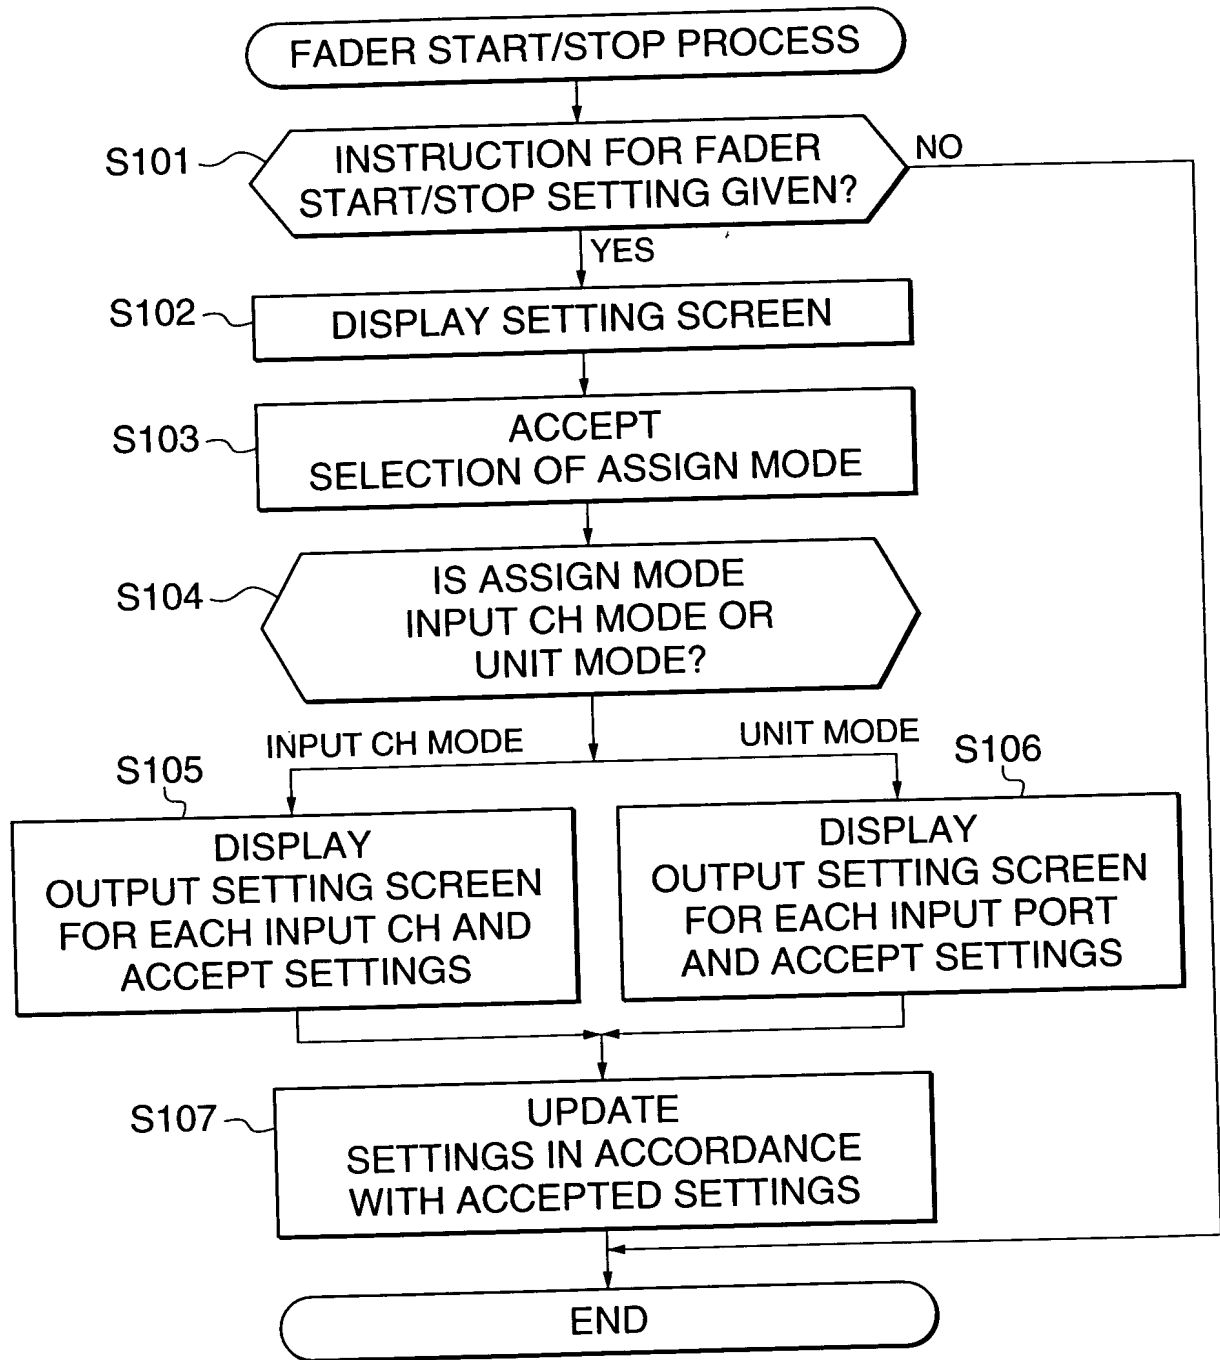 FADER START/STOP PROCESS
S101
INSTRUCTION FOR FADER
START/STOP SETTING GIVEN?
NO
YES
S102
DISPLAY SETTING SCREEN
S103
ACCEPT
SELECTION OF ASSIGN MODE
S104
IS ASSIGN MODE
INPUT CH MODE OR
UNIT MODE?
INPUT CH MODE
UNIT MODE
S105
DISPLAY
OUTPUT SETTING SCREEN
FOR EACH INPUT CH AND
ACCEPT SETTINGS
S106
DISPLAY
OUTPUT SETTING SCREEN
FOR EACH INPUT PORT
AND ACCEPT SETTINGS
S107
UPDATE
SETTINGS IN ACCORDANCE
WITH ACCEPTED SETTINGS
END